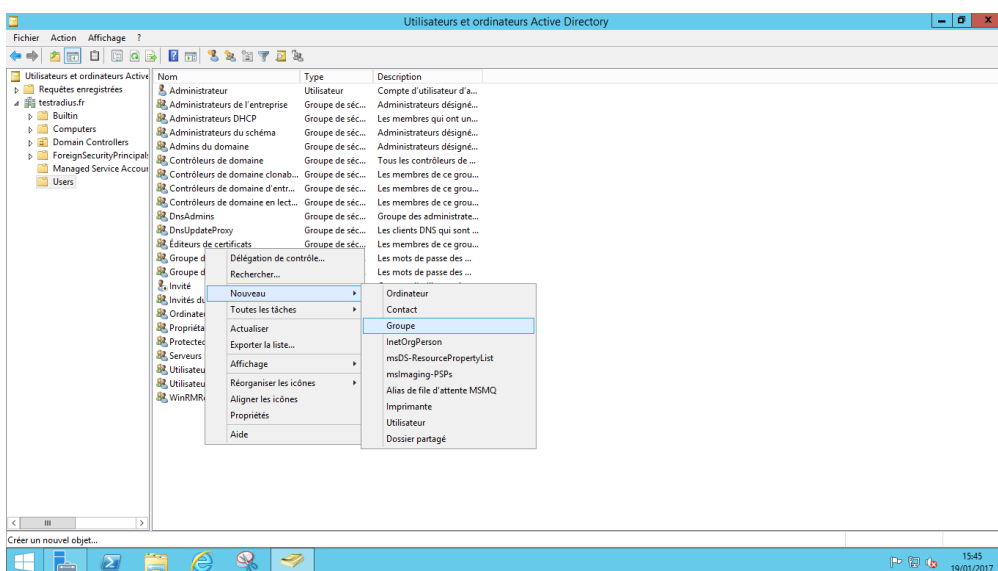 Utilisateurs et ordinateurs Active Directory
Fichier Action Affichage ?
Utilisateurs et ordinateurs Active
Requêtes enregistrées
testradius.fr
Builtin
Computers
Domain Controllers
ForeignSecurityPrincipals
Managed Service Accour
Users
Nom Type Description
Administrateur Utilisateur Compte d'utilisateur d'a...
Administrateurs de l'entreprise Groupe de séc... Administrateurs désigné...
Administrateurs DHCP Groupe de séc... Les membres qui ont un...
Administrateurs du schéma Groupe de séc... Administrateurs désigné...
Admins du domaine Groupe de séc... Administrateurs désigné...
Contrôleurs de domaine Groupe de séc... Tous les contrôleurs de ...
Contrôleurs de domaine clonab... Groupe de séc... Les membres de ce grou...
Contrôleurs de domaine d'entr... Groupe de séc... Les membres de ce grou...
Contrôleurs de domaine en lect... Groupe de séc... Les membres de ce grou...
DnsAdmins Groupe de séc... Groupe des administrate...
DnsUpdateProxy Groupe de séc... Les clients DNS qui sont ...
Éditeurs de certificats Groupe de séc... Les membres de ce grou...
Groupe d Les mots de passe des ...
Groupe d Les mots de passe des ...
Invité
Invités du
Ordinate
Propriéta
Protected
Serveurs
Utilisateu
Utilisateu
WinRMR
Délégation de contrôle...
Rechercher...
Nouveau
Toutes les tâches
Actualiser
Exporter la liste...
Affichage
Réorganiser les icônes
Aligner les icônes
Propriétés
Aide
Ordinateur
Contact
Groupe
InetOrgPerson
msDS-ResourcePropertyList
msImaging-PSPs
Alias de file d'attente MSMQ
Imprimante
Utilisateur
Dossier partagé
Créer un nouvel objet...
15:45
19/01/2017